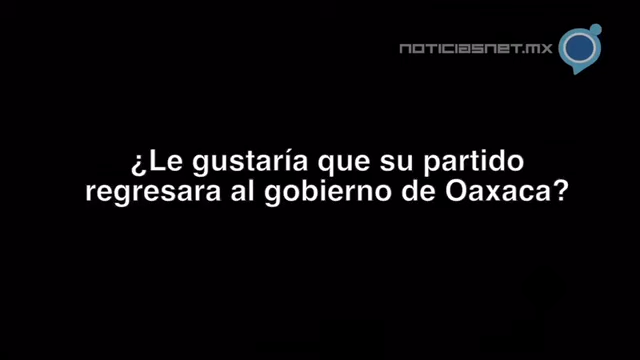 noticiasnet.mx
¿Le gustaría que su partido
regresara al gobierno de Oaxaca?